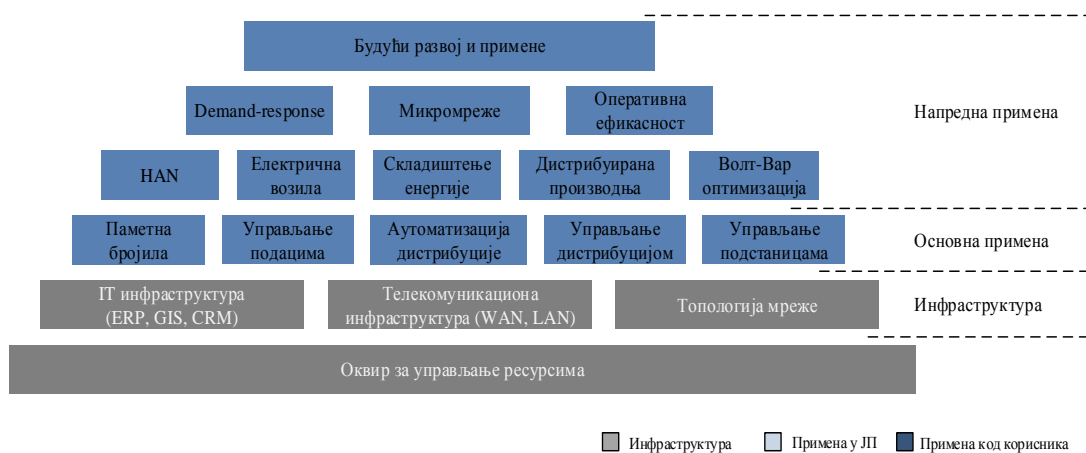 Будући развој и примене
Demand-response
Микромреже
Оперативна
ефикасност
Напредна примена
HAN
Електрична
возила
Складиштење
енергије
Дистрибуирана
производња
Волт-Вар
оптимизација
Паметна
бројила
Управљање
подацима
Аутоматизација
дистрибуције
Управљање
дистрибуцијом
Управљање
подстаницама
Основна примена
IT инфраструктура
(ERP, GIS, CRM)
Телекомуникациона
инфраструктура (WAN, LAN)
Топологија мреже
Инфраструктура
Оквир за управљање ресурсима
Инфраструктура
Примена у ЈП
Примена код корисника